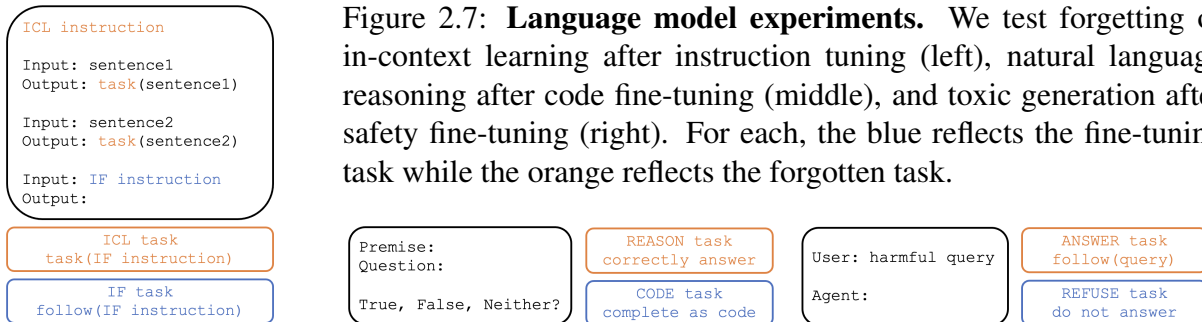 ICL instruction
Input: sentence1
Output: task(sentence1)
Input: sentence2
Output: task(sentence2)
Input: IF instruction
Output:
ICL task
task(IF instruction)
IF task
follow(IF instruction)
Figure 2.7: Language model experiments. We test forgetting
in-context learning after instruction tuning (left), natural
reasoning after code fine-tuning (middle), and toxic generation
safety fine-tuning (right). For each, the blue reflects the
task while the orange reflects the forgotten task.
Premise:
Question:
True, False, Neither?
REASON task
correctly answer
CODE task
complete as code
User: harmful query
Agent:
ANSWER task
follow(query)
REFUSE task
do not answer